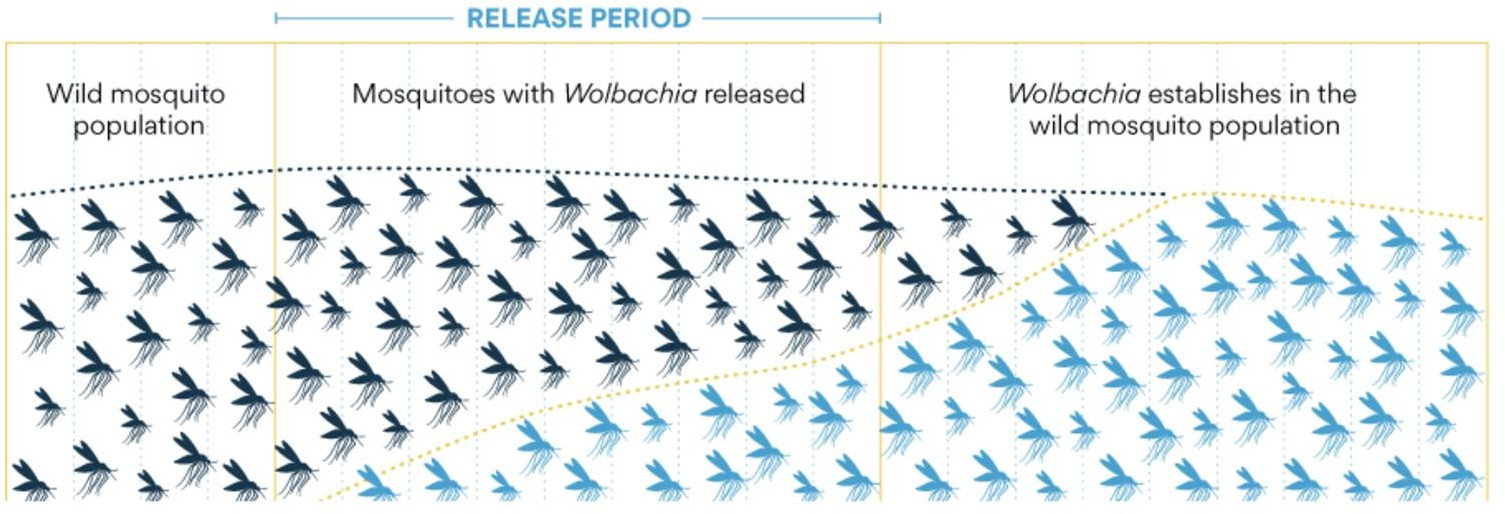 RELEASE PERIOD
Wild mosquito
population
Mosquitoes with Wolbachia released
Wolbachia establishes in the
wild mosquito population